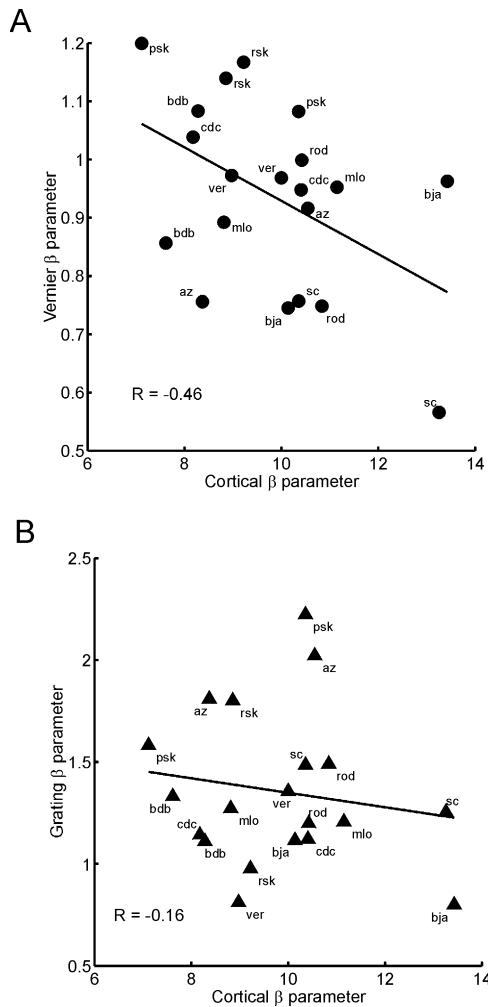 A
1.2
psk
rsk
rsk
1.1
bdb
psk
cdc
rod
1
ver
ver
cdc
mlo
bja
az
0.9
mlo
bdb
Vernier β parameter
0.8
az
sc
bja
rod
0.7
R = -0.46
0.6
sc
0.5
6 8 10 12 14
Cortical β parameter
B
2.5
psk
2
az
az
rsk
psk
Grating β parameter
1.5
sc
rod
ver
bdb
mlo
rod
mlo
sc
cdc
bdb
bja
cdc
1
rsk
ver
bja
R = -0.16
0.5
6 8 10 12 14
Cortical β parameter